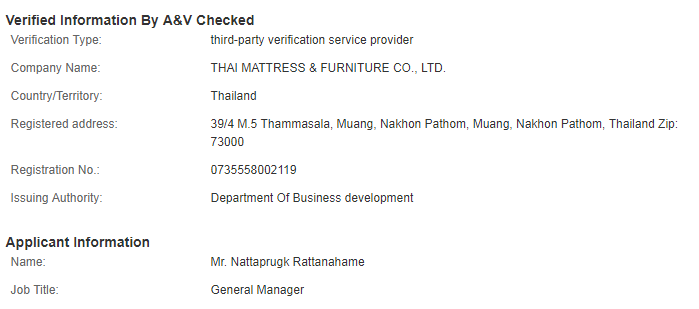 Verified Information By A&V Checked
Verification Type: third-party verification service provider
Company Name: THAI MATTRESS & FURNITURE CO., LTD.
Country/Territory: Thailand
Registered address: 39/4 M.5 Thammasala, Muang, Nakhon Pathom, Muang, Nakhon Pathom, Thailand Zip:
73000
Registration No.: 0735558002119
Issuing Authority: Department Of Business development
Applicant Information
Name: Mr. Nattaprugk Rattanahame
Job Title: General Manager